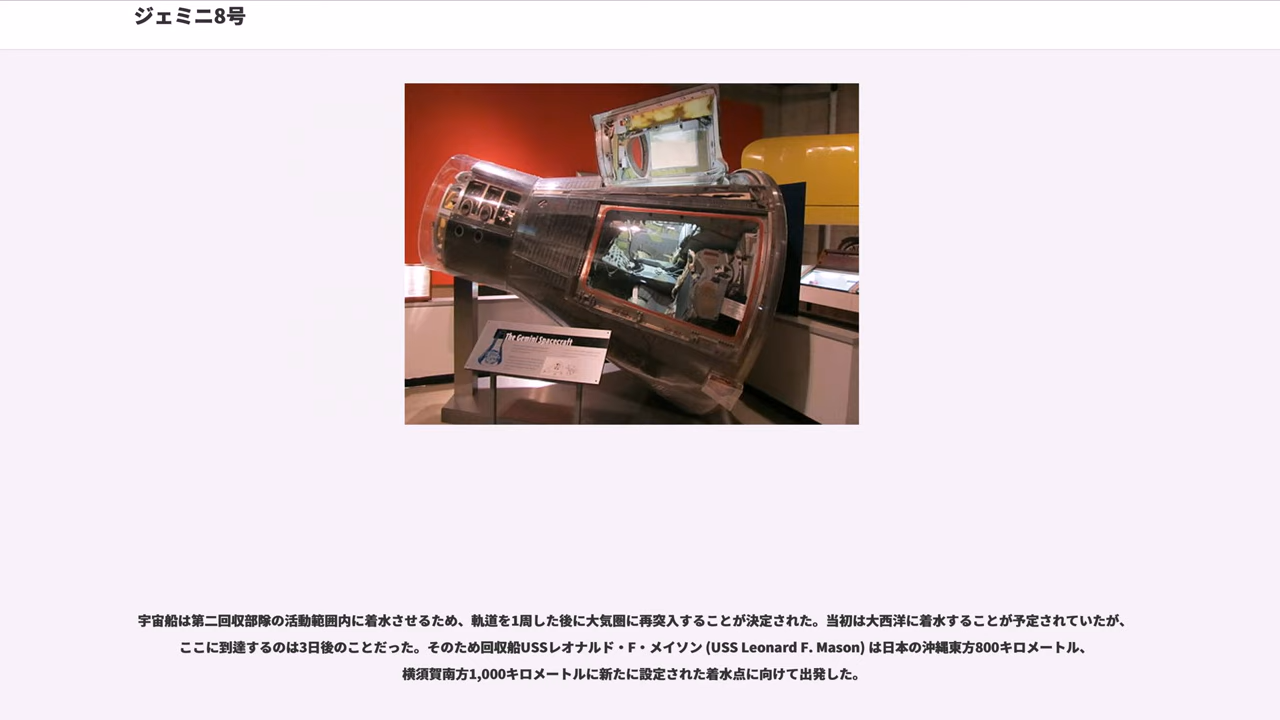 ジェミニ8号
The Gemini Spacecraft
宇宙船は第二回収部隊の活動範囲内に着水させるため、軌道を1周した後に大気圏に再突入することが決定された。当初は大西洋に着水することが予定されていたが、
ここに到達するのは3日後のことだった。そのため回収船USSレオナルド・F・メイソン (USS Leonard F. Mason) は日本の沖縄東方800キロメートル、
横須賀南方1,000キロメートルに新たに設定された着水点に向けて出発した。